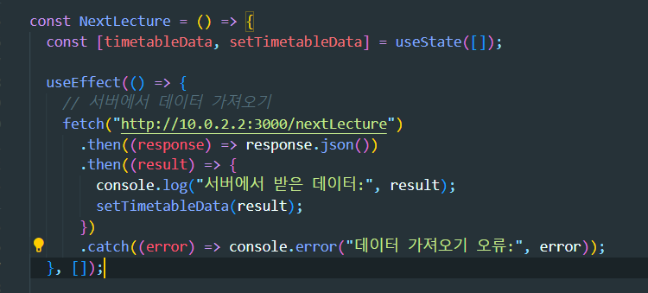 const NextLecture = () => {
const [timetableData, setTimetableData] = useState([]);
useEffect(() => {
// 서버에서 데이터 가져오기
fetch("http://10.0.2.2:3000/nextLecture")
.then((response) => response.json())
.then((result) => {
console.log("서버에서 받은 데이터:", result);
setTimetableData(result);
})
.catch((error) => console.error("데이터 가져오기 오류:", error));
}, []);